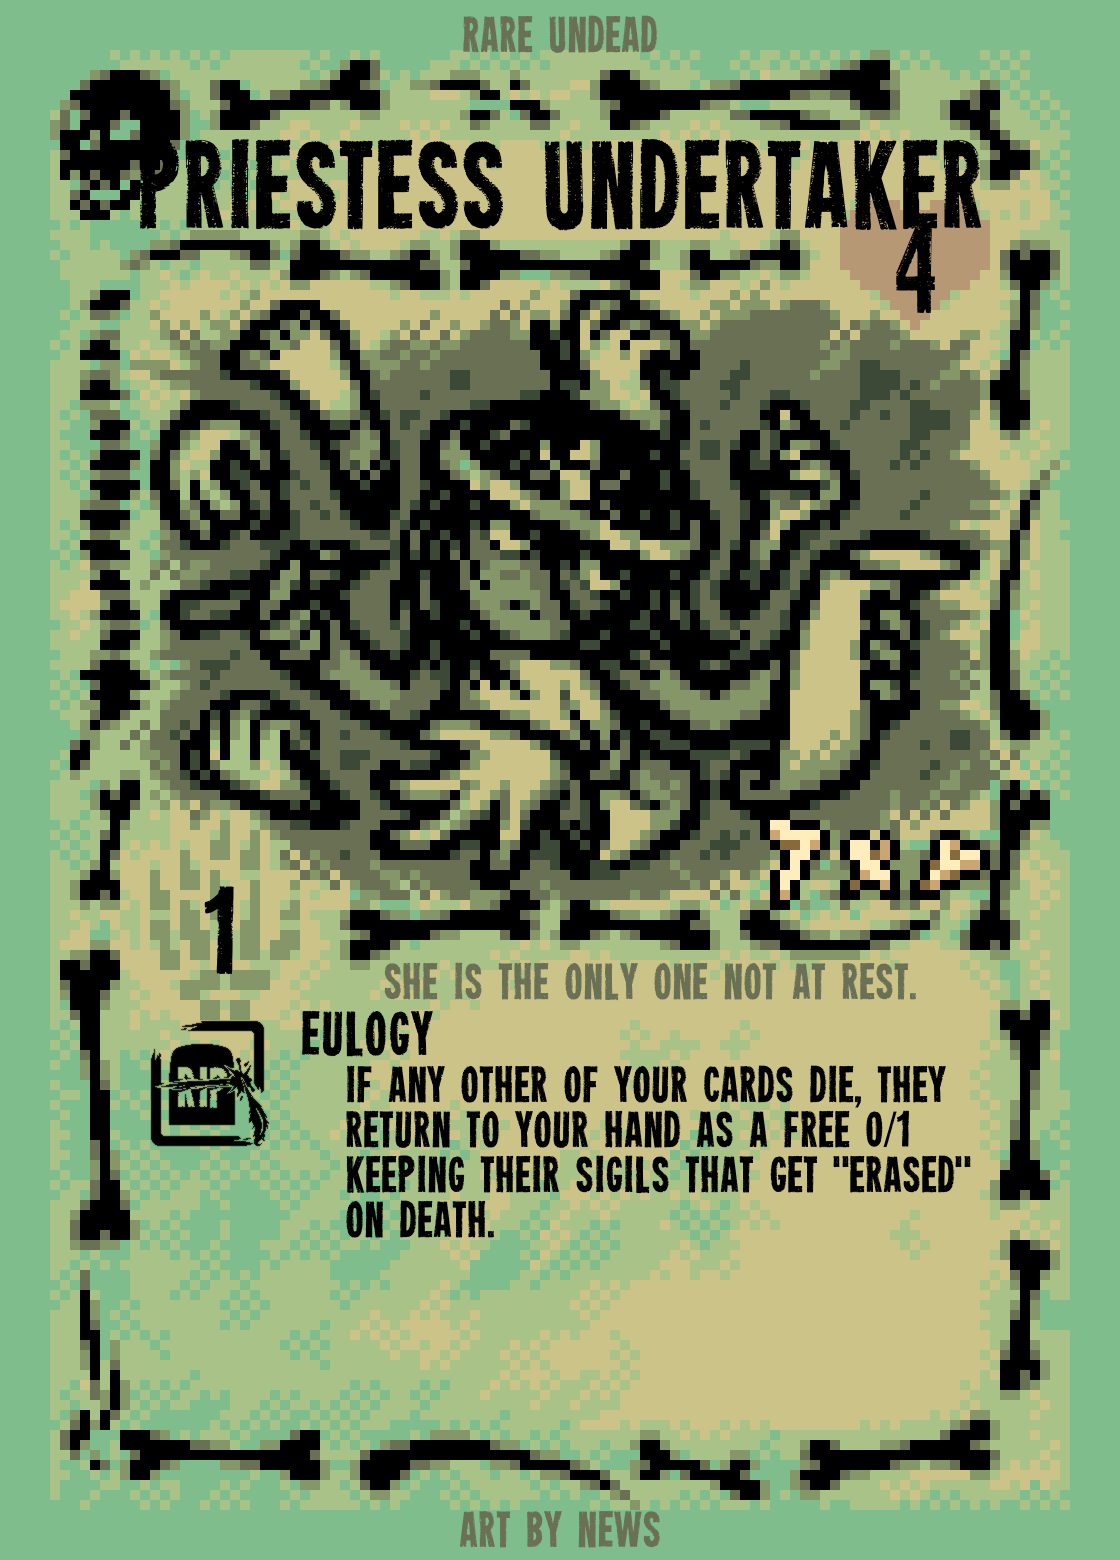 RARE UNDEAD
PRIESTESS UNDERTAKER
4
7 X
1
SHE IS THE ONLY ONE NOT AT REST.
EULOGY
RIP
IF ANY OTHER OF YOUR CARDS DIE, THEY
RETURN TO YOUR HAND AS A FREE 0/1
KEEPING THEIR SIGILS THAT GET "ERASED"
ON DEATH.
ART BY NEWS